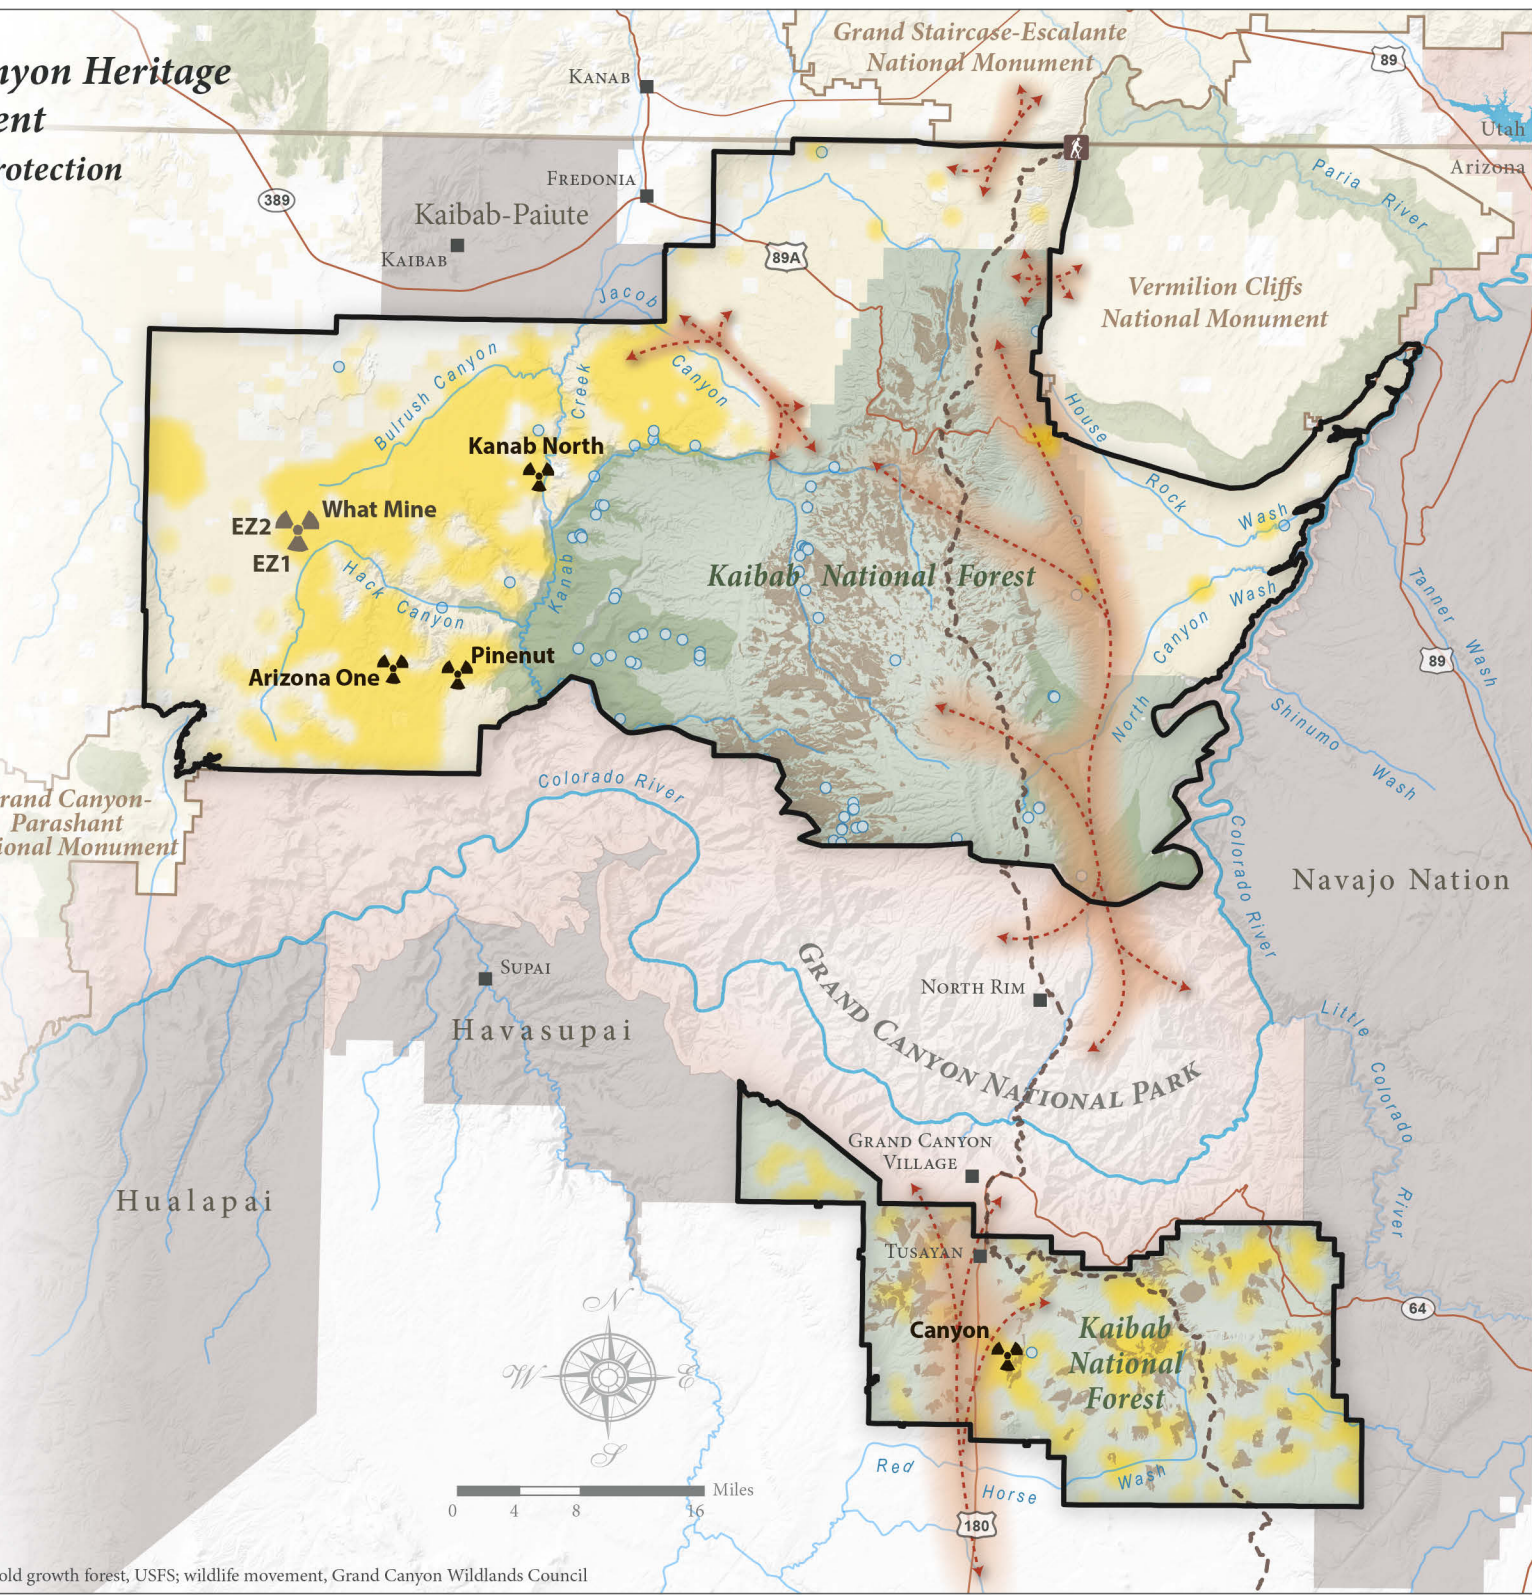 nyon Heritage
ent
rotection
Grand Staircase-Escalante
National Monument
89
KANAB
Utah
Arizona
FREDONIA
389
Kaibab-Paiute
KAIBAB
89A
Paria River
Vermilion Cliffs
National Monument
Jacob
Canyon
Bulrush Canyon
Creek
Kanab North
House
Rock
Wash
What Mine
EZ2
EZ1
Hack Canyon
Kanab
Kaibab National Forest
Canyon Wash
North
Tanner
Wash
89
Arizona One
Pinenut
Shinumo
Wash
Colorado River
rand Canyon-
Parashant
ional Monument
Colorado River
Navajo Nation
SUPAI
Havasupai
NORTH RIM
GRAND CANYON NATIONAL PARK
Little
Colorado
River
GRAND CANYON
VILLAGE
Hualapai
TUSAYAN
64
Canyon
Kaibab
National
Forest
N
W
E
S
Red
Horse
Wash
Miles
0 4 8 16
180
old growth forest, USFS; wildlife movement, Grand Canyon Wildlands Council